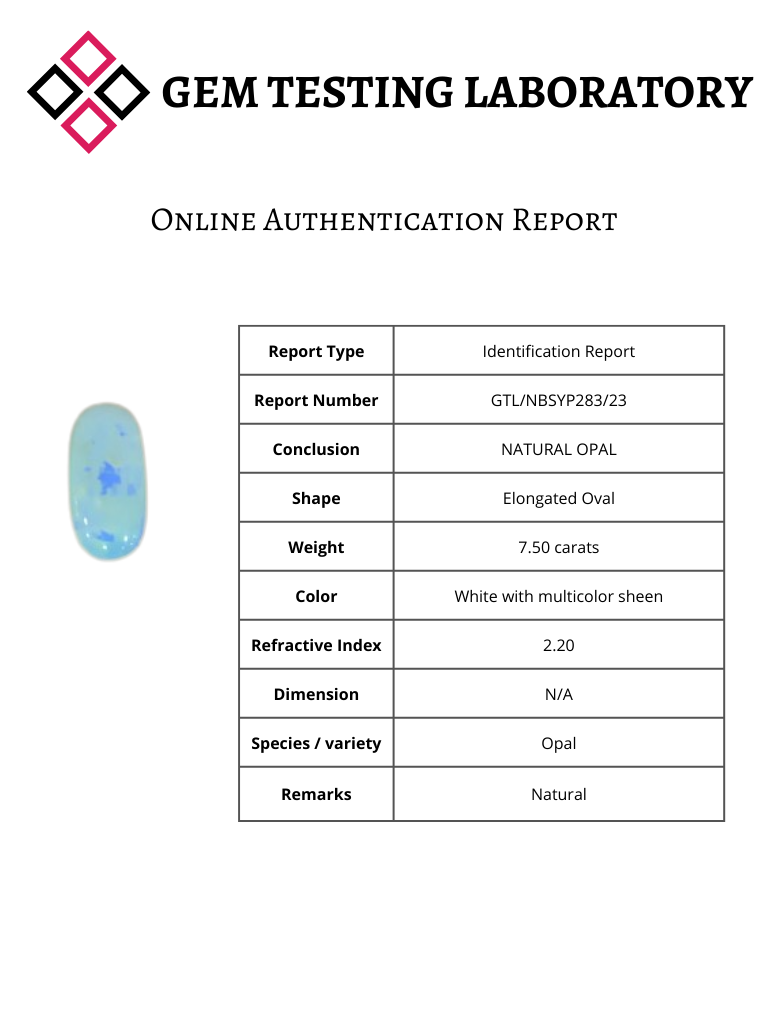 GEM TESTING LABORATORY
Online Authentication Report
Report Type Identification Report
Report Number GTL/NBSYP283/23
Conclusion NATURAL OPAL
Shape Elongated Oval
Weight 7.50 carats
Color White with multicolor sheen
Refractive Index 2.20
Dimension N/A
Species / variety Opal
Remarks Natural